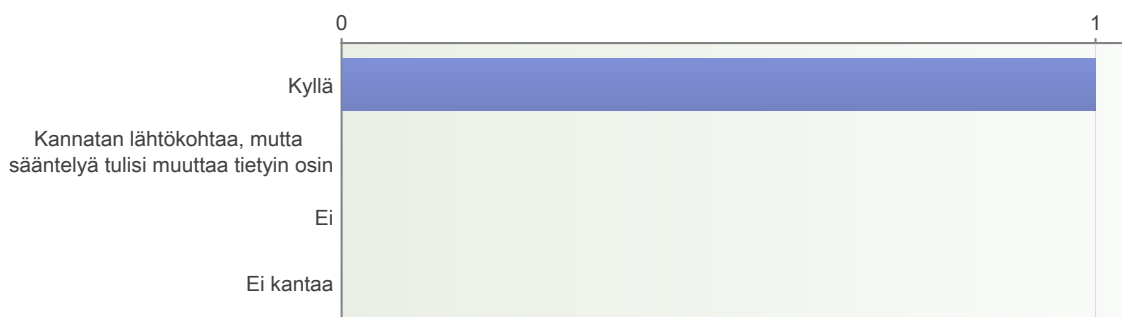 0 1
Kyllä
Kannatan lähtökohtaa, mutta
sääntelyä tulisi muuttaa tietyin osin
Ei
Ei kantaa